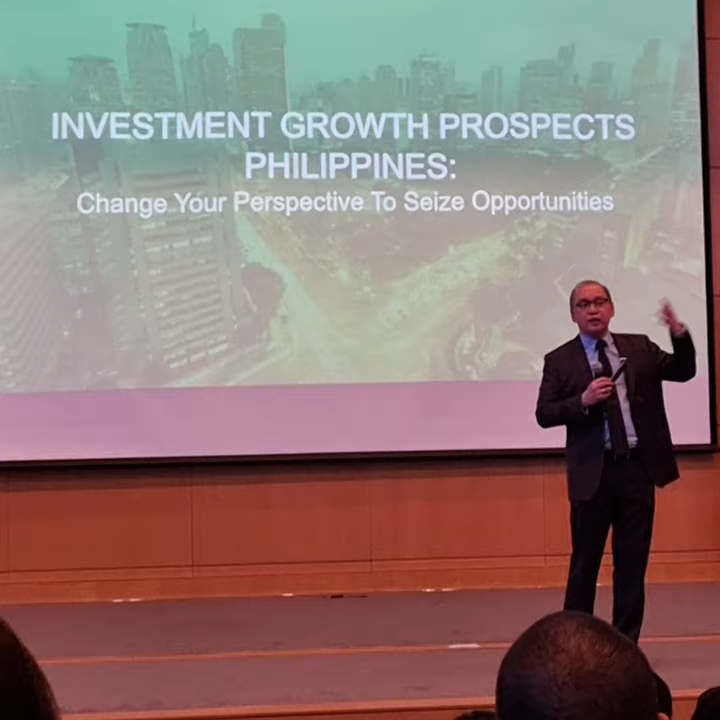 INVESTMENT GROWTH PROSPECTS
PHILIPPINES:
Change Your Perspective To Seize Opportunities